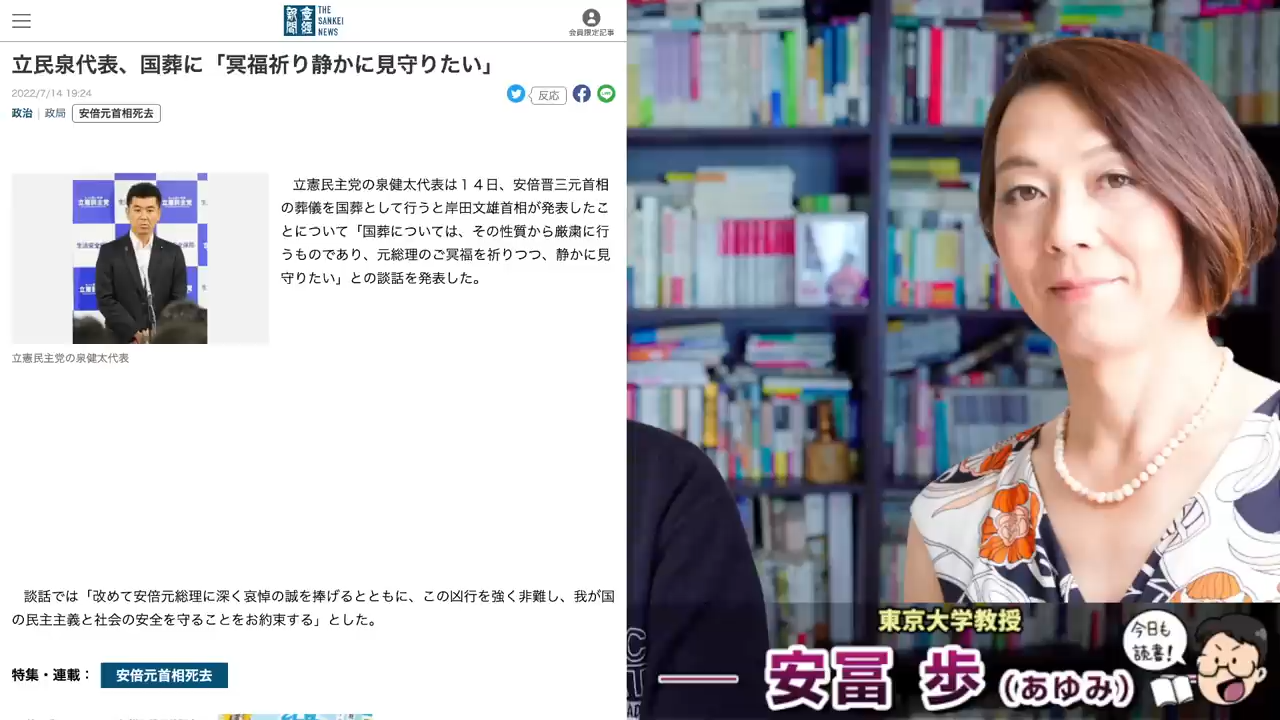 産經新聞
THE
SANKEI
NEWS
会員限定記事
立民泉代表、国葬に「冥福祈り静かに見守りたい」
2022/7/14 19:24
反応
政治 | 政局 安倍元首相死去
立憲民主党の泉健太代表は14日、安倍晋三元首相
の葬儀を国葬として行うと岸田文雄首相が発表したこ
とについて「国葬については、その性質から厳粛に行
うものであり、元総理のご冥福を祈りつつ、静かに見
守りたい」との談話を発表した。
立憲民主党
立憲民主党
立憲民主党の泉健太代表
談話では「改めて安倍元総理に深く哀悼の誠を捧げるとともに、この凶行を強く非難し、我が国
の民主主義と社会の安全を守ることをお約束する」とした。
特集・連載： 安倍元首相死去
東京大学教授
安冨 歩（あゆみ）
今日も
読書!